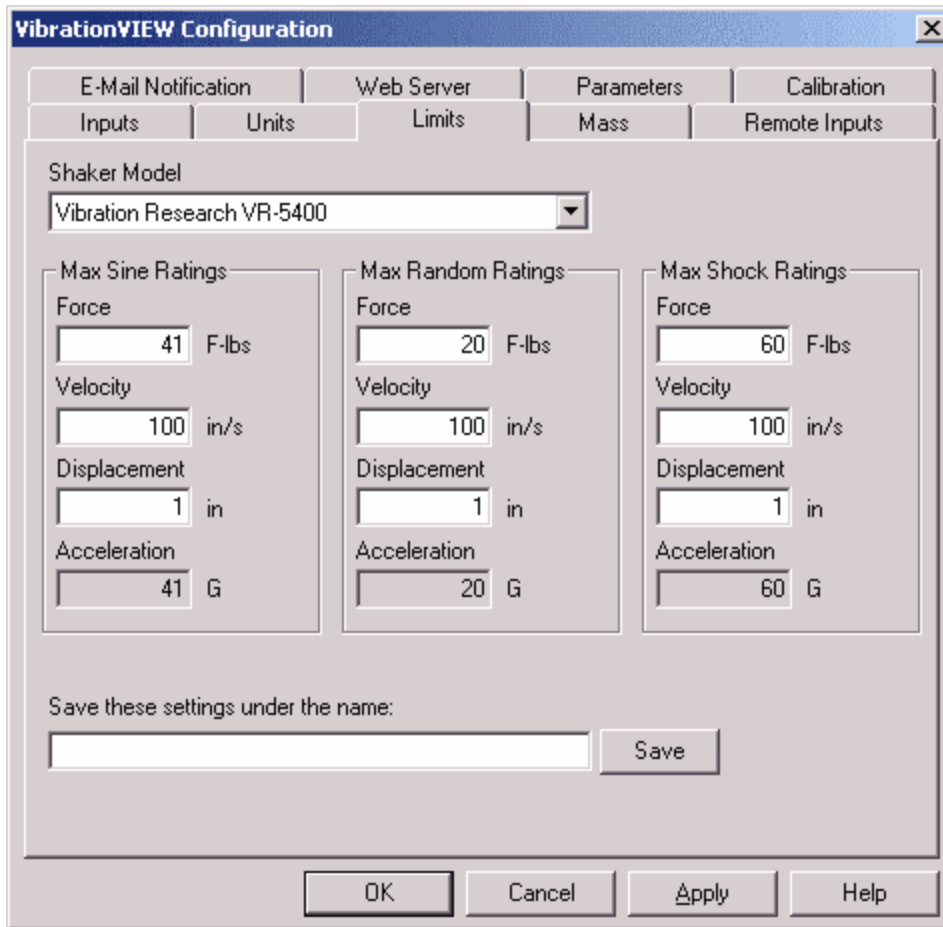 VibrationVIEW Configuration
E-Mail Notification Web Server Parameters Calibration
Inputs Units Limits Mass Remote Inputs
Shaker Model
Vibration Research VR-5400
Max Sine Ratings Max Random Ratings Max Shock Ratings
Force Force Force
41 F-lbs 20 F-lbs 60 F-lbs
Velocity Velocity Velocity
100 in/s 100 in/s 100 in/s
Displacement Displacement Displacement
1 in 1 in 1 in
Acceleration Acceleration Acceleration
41 G 20 G 60 G
Save these settings under the name:
Save
OK Cancel Apply Help